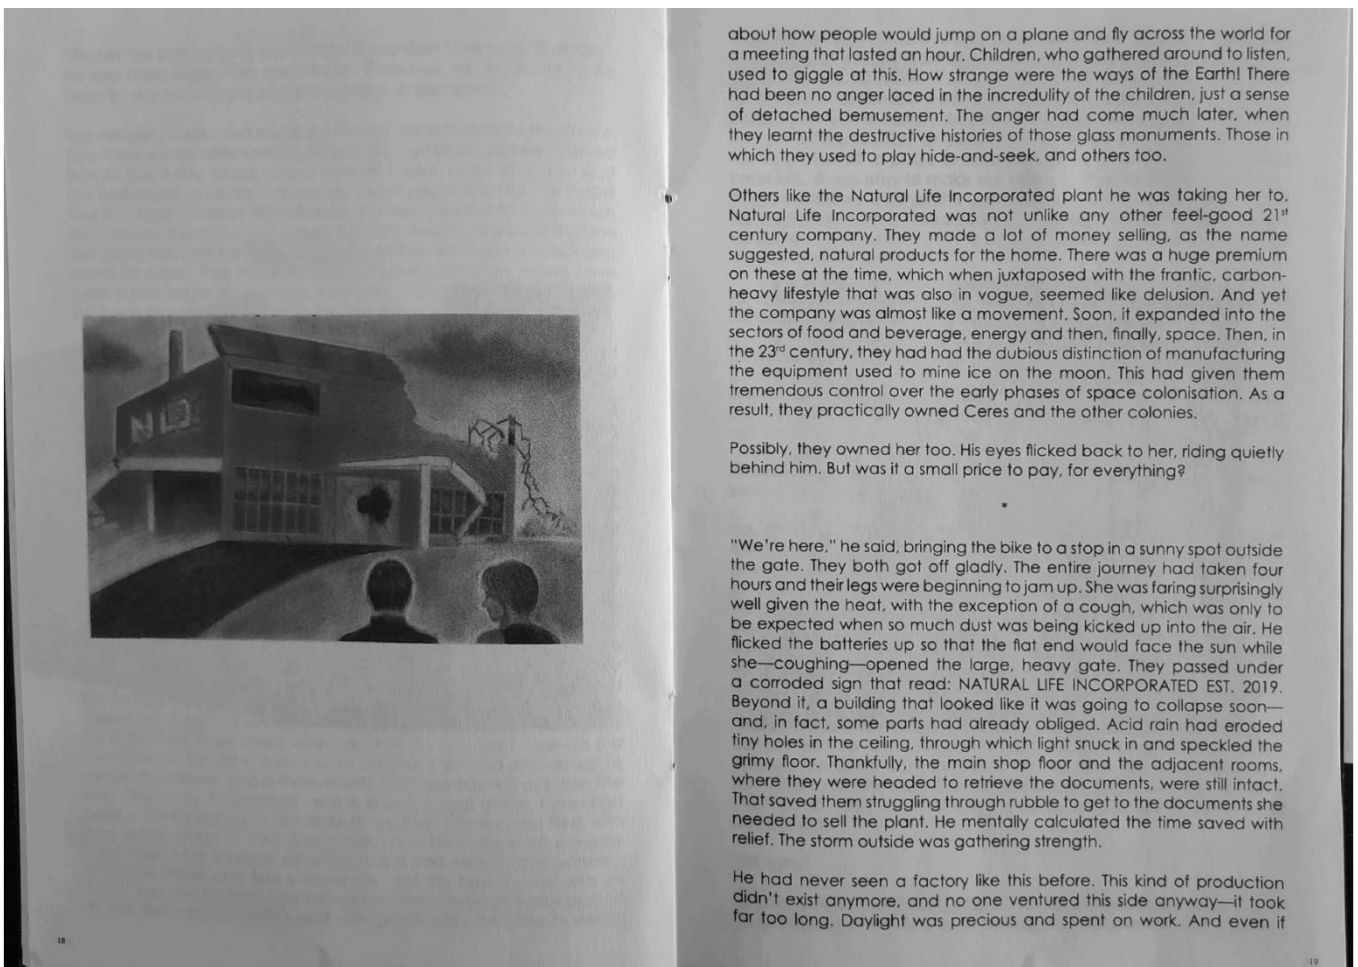 about how people would jump on a plane and fly across the world for
a meeting that lasted an hour. Children, who gathered around to listen,
used to giggle at this. How strange were the ways of the Earth! There
had been no anger laced in the incredulity of the children, just a sense
of detached bemusement. The anger had come much later, when
they learnt the destructive histories of those glass monuments. Those in
which they used to play hide-and-seek, and others too.
Others like the Natural Life Incorporated plant he was taking her to.
Natural Life Incorporated was not unlike any other feel-good 21st
century company. They made a lot of money selling, as the name
suggested, natural products for the home. There was a huge premium
on these at the time, which when juxtaposed with the frantic, carbon-
heavy lifestyle that was also in vogue, seemed like delusion. And yet
the company was almost like a movement. Soon, it expanded into the
sectors of food and beverage, energy and then, finally, space. Then, in
the 23rd century, they had had the dubious distinction of manufacturing
the equipment used to mine ice on the moon. This had given them
tremendous control over the early phases of space colonisation. As a
result, they practically owned Ceres and the other colonies.
Possibly, they owned her too. His eyes flicked back to her, riding quietly
behind him. But was it a small price to pay, for everything?
*
"We're here," he said, bringing the bike to a stop in a sunny spot outside
the gate. They both got off gladly. The entire journey had taken four
hours and their legs were beginning to jam up. She was faring surprisingly
well given the heat, with the exception of a cough, which was only to
be expected when so much dust was being kicked up into the air. He
flicked the batteries up so that the flat end would face the sun while
she—coughing—opened the large, heavy gate. They passed under
a corroded sign that read: NATURAL LIFE INCORPORATED EST. 2019.
Beyond it, a building that looked like it was going to collapse soon—
and, in fact, some parts had already obliged. Acid rain had eroded
tiny holes in the ceiling, through which light snuck in and speckled the
grimy floor. Thankfully, the main shop floor and the adjacent rooms,
where they were headed to retrieve the documents, were still intact.
That saved them struggling through rubble to get to the documents she
needed to sell the plant. He mentally calculated the time saved with
relief. The storm outside was gathering strength.
He had never seen a factory like this before. This kind of production
didn't exist anymore, and no one ventured this side anyway—it took
far too long. Daylight was precious and spent on work. And even if
18
19